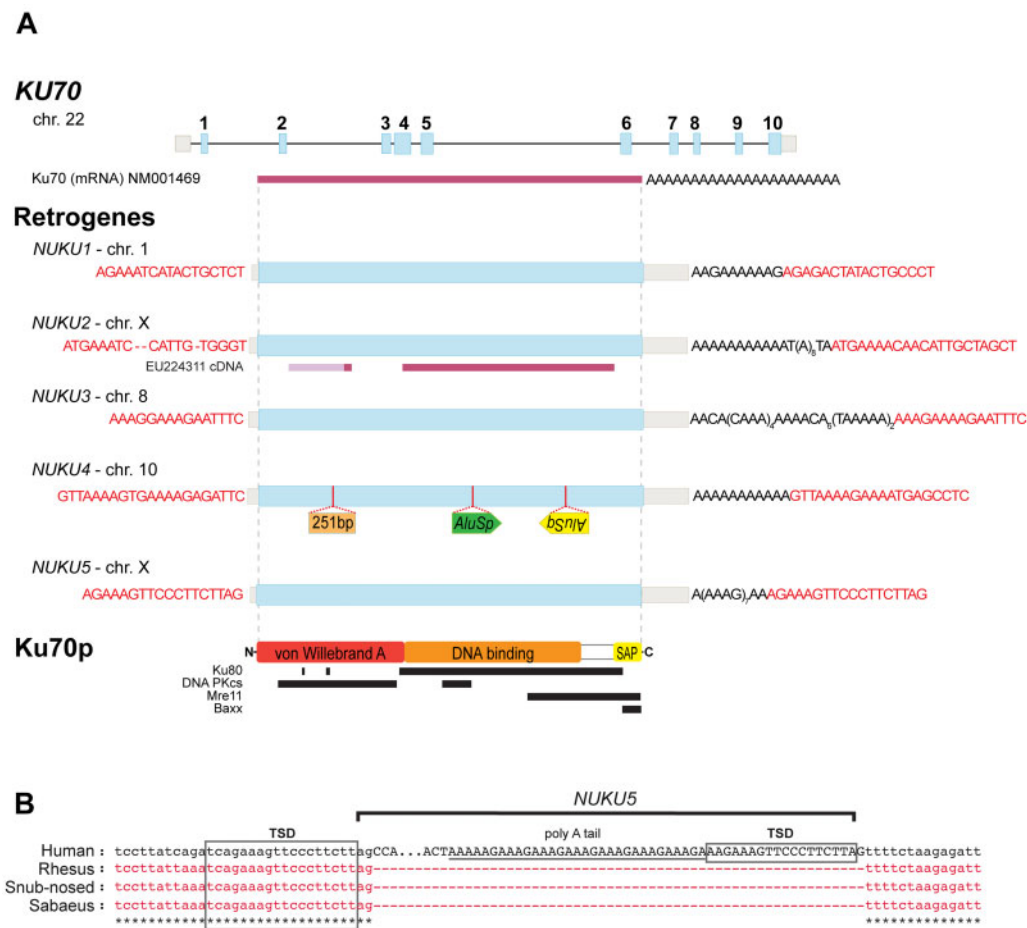 A
KU70
chr. 22
1 2 3 4 5 6 7 8 9 10
Ku70 (mRNA) NM001469 AAAAAAAAAAAAAAAAAAAAAA
Retrogenes
NUKU1 - chr. 1
AGAAATCATACTGCTCT AAGAAAAAAGAGAGACTATACTGCCCT
NUKU2 - chr. X
ATGAAATC--CATTG-TGGGT AAAAAAAAAAAT(A)8TAATGAAAACAACATTGCTAGCT
EU224311 cDNA
NUKU3 - chr. 8
AAAGGAAAGAATTTC AACA(CAAA)4AAAACA6(TAAAAA)2AAAGAAAAGAATTTC
NUKU4 - chr. 10
GTTAAAAGTGAAAAGAGATTC AAAAAAAAAAAGTTAAAAGAAAATGAGCCTC
251bp AluSp AluSp
NUKU5 - chr. X
AGAAAGTTCCCTTCTTAG A(AAAG)7AAAGAAAGTTCCCTTCTTAG
Ku70p
N- von Willebrand A DNA binding SAP -C
Ku80
DNA PKcs
Mre11
Baxx
B
NUKU5
TSD poly A tail TSD
Human : tccttatcagatcagaaagttcccttcttagCCA...ACTAAAAAGAAAGAAAGAAAGAAAGAAAGAAAGAAAGAAAGTTCCCTTCTTAGttttctaagagatt
Rhesus : tccttattaaatcagaaagttcccttcttag------------------------------------------------ttttctaagagatt
Snub-nosed : tccttattaaatcagaaagttcccttcttag------------------------------------------------ttttctaagagatt
Sabaeus : tccttattaaatcagaaagttcccttcttag------------------------------------------------ttttctaagagatt
******************************* **************